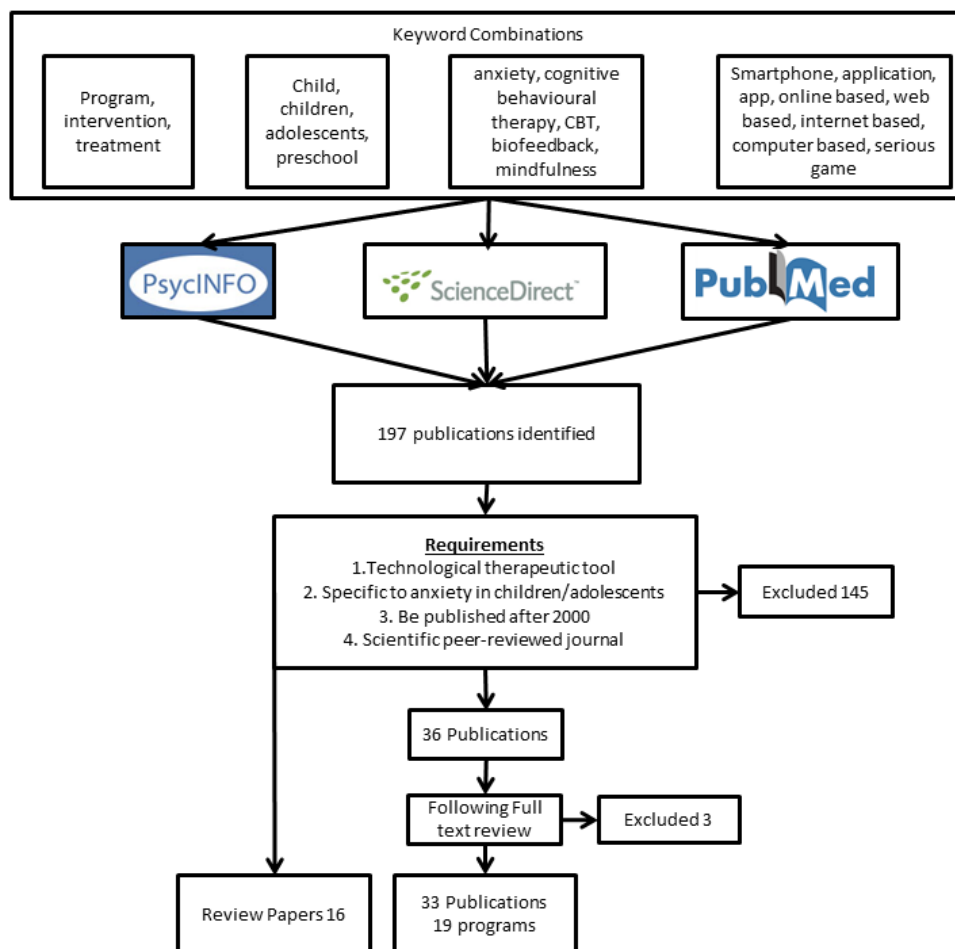 Keyword Combinations
Program,
intervention,
treatment
Child,
children,
adolescents,
preschool
anxiety, cognitive
behavioural
therapy, CBT,
biofeedback,
mindfulness
Smartphone, application,
app, online based, web
based, internet based,
computer based, serious
game
PsycINFO
ScienceDirect™
PubMed
197 publications identified
Requirements
1.Technological therapeutic tool
2. Specific to anxiety in children/adolescents
3. Be published after 2000
4. Scientific peer-reviewed journal
Excluded 145
36 Publications
Following Full
text review
Excluded 3
Review Papers 16
33 Publications
19 programs